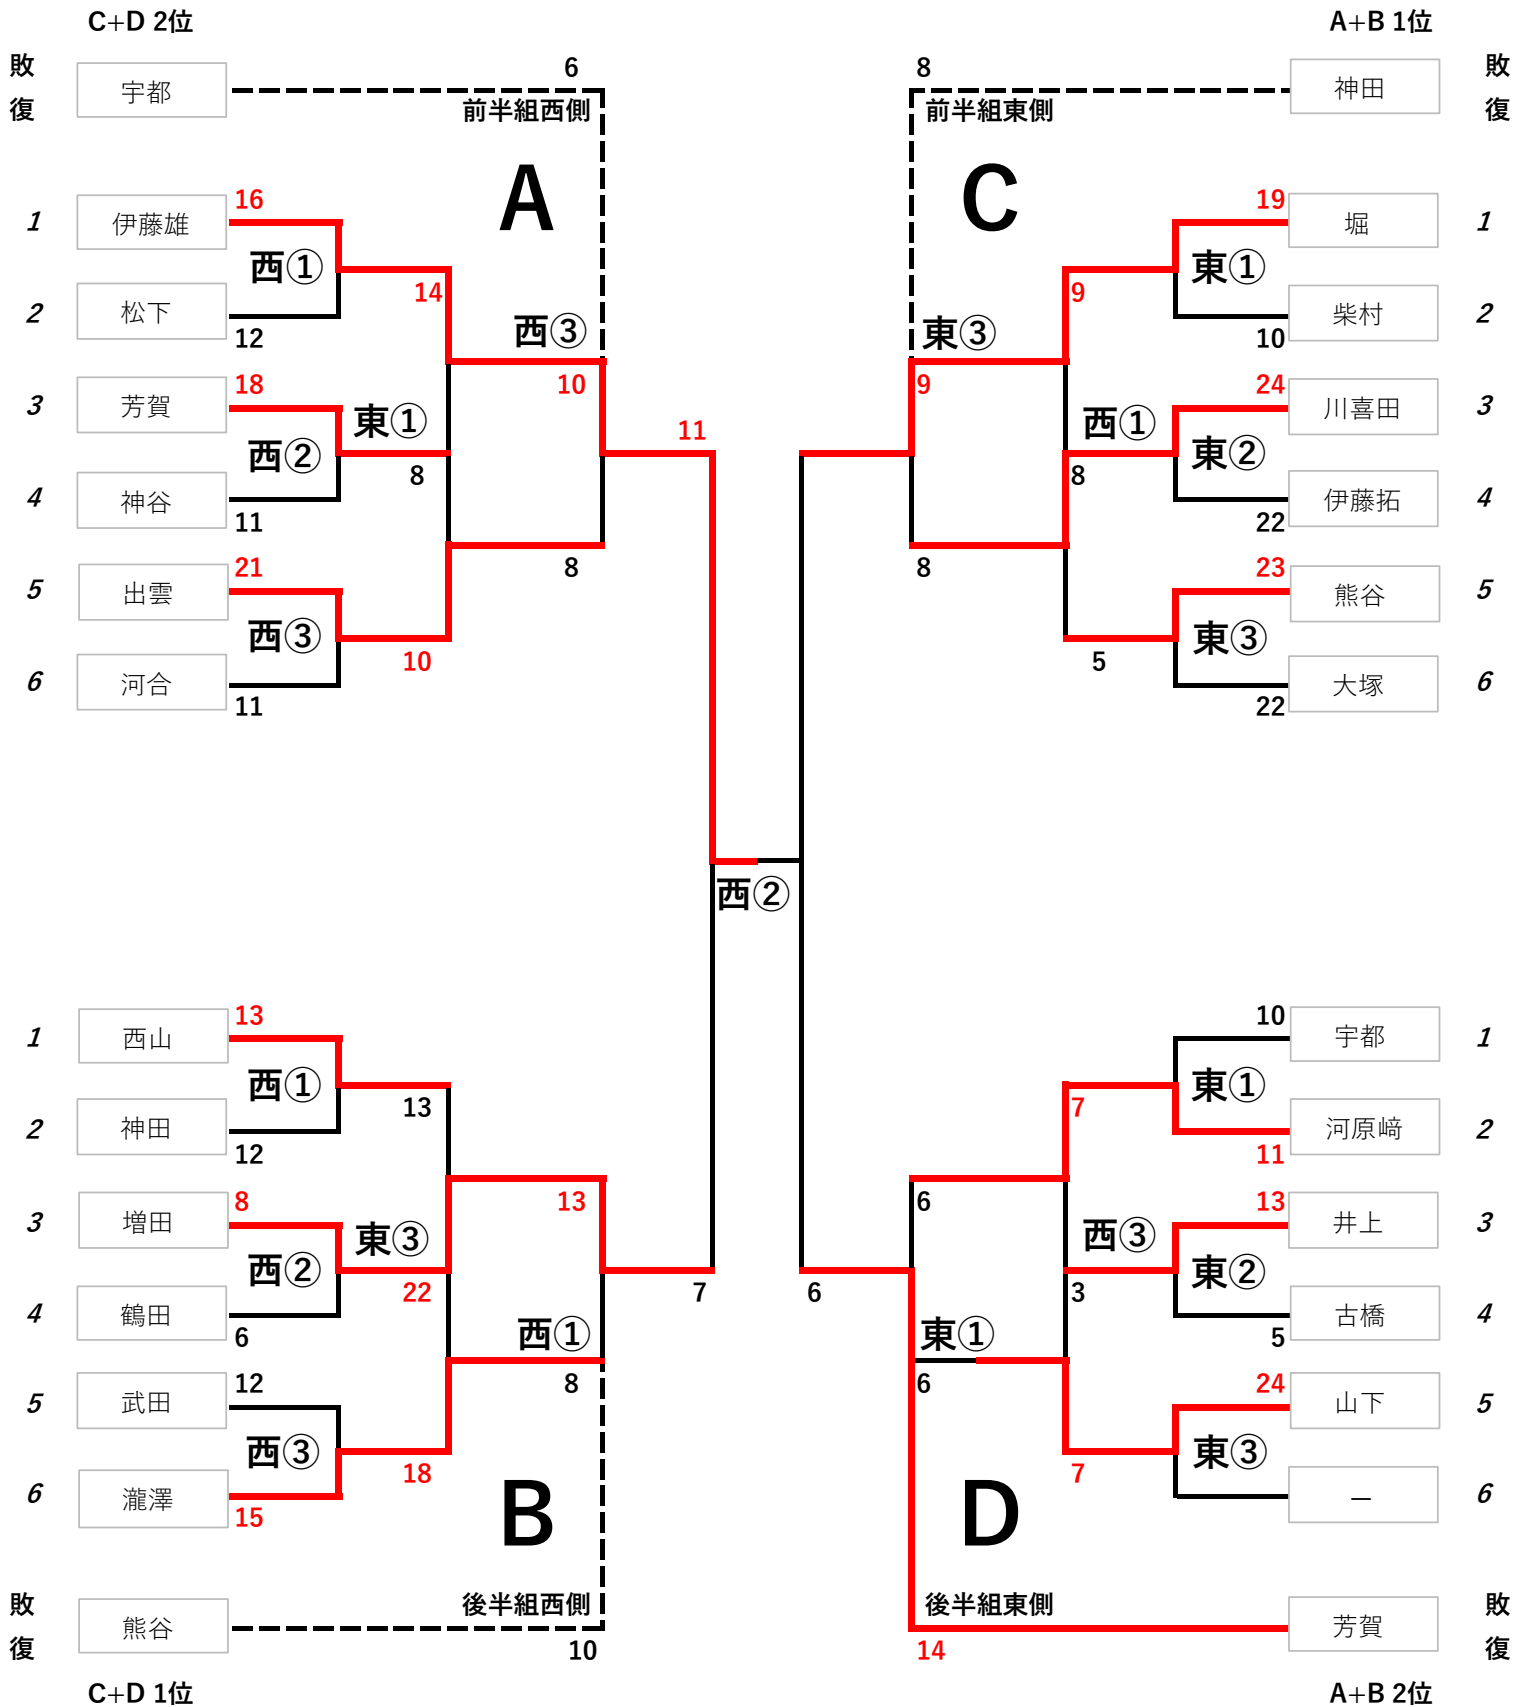 C+D 2位
A+B 1位
敗
復
宇都
6
前半組西側
8
前半組東側
神田
敗
復
A
C
1
伊藤雄
16
西①
2
松下
12
14
西③
3
芳賀
18
東①
西②
8
10
4
神谷
11
5
出雲
21
西③
8
10
6
河合
11
11
19
堀
1
東①
9
10
柴村
2
東③
9
24
川喜田
3
西①
東②
8
22
伊藤拓
4
8
23
熊谷
5
東③
5
22
大塚
6
西②
1
西山
13
西①
13
2
神田
12
3
増田
8
東③
西②
22
13
4
鶴田
6
西①
7
5
武田
12
8
西③
18
6
瀧澤
15
B
10
宇都
1
東①
7
河原﨑
2
11
6
13
井上
3
西③
東②
3
6
古橋
4
5
東①
6
24
山下
5
東③
7
－
6
D
敗
復
熊谷
後半組西側
10
後半組東側
14
芳賀
敗
復
C+D 1位
A+B 2位